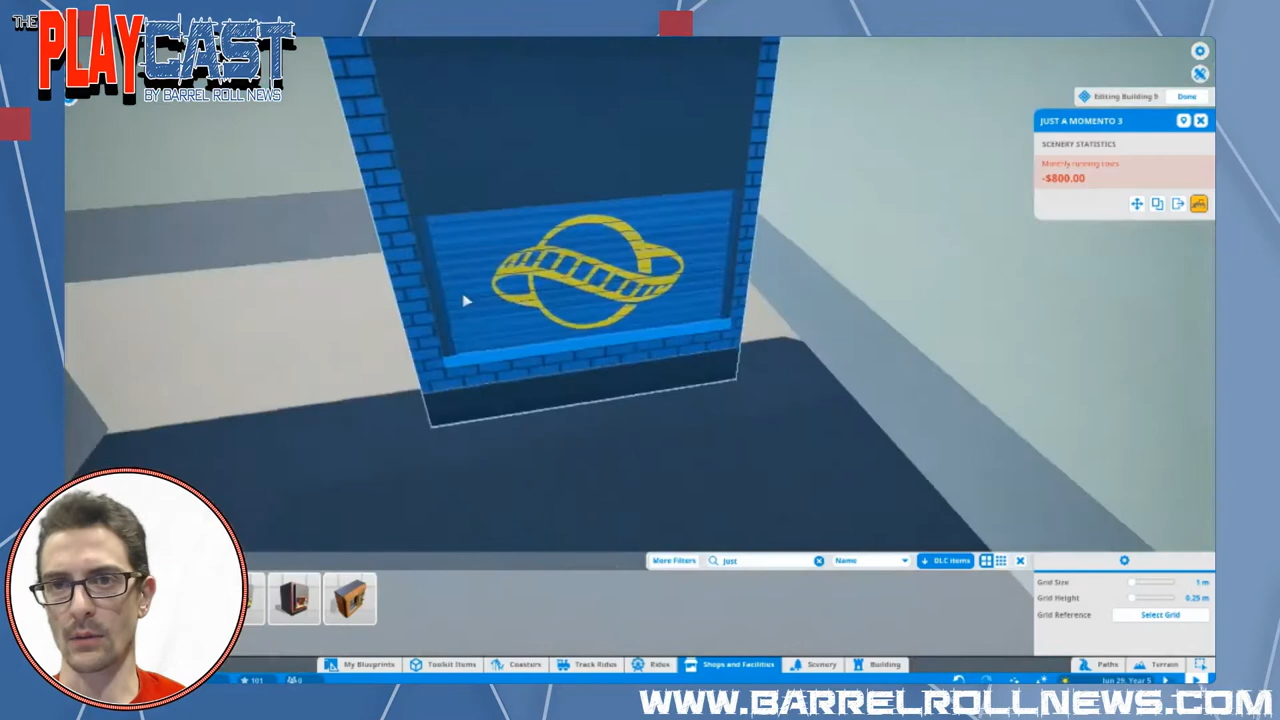 THE PLAYCAST
BY BARREL ROLL NEWS
Editing Building 9
Done
JUST A MOMENTO 3
SCENERY STATISTICS
Monthly running costs
-$800.00
More Filters
Just
Name
DLC Items
Grid Size
1 m
Grid Height
0.25 m
Grid Reference
Select Grid
My Blueprints
Toolkit Items
Coasters
Track Rides
Rides
Shops and Facilities
Scenery
Building
Paths
Terrain
101
0
Jun 29, Year 5
WWW.BARRELROLLNEWS.COM